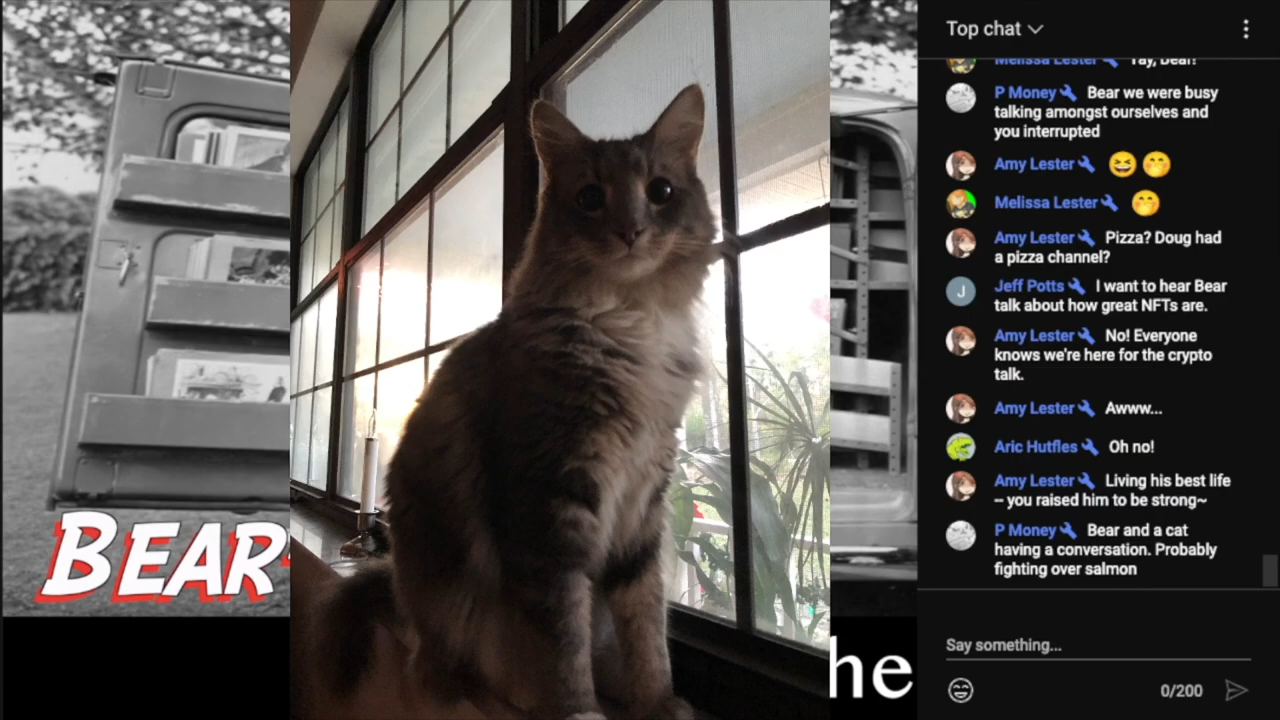 Top chat
Melissa Lester Yay, Bear!
P Money Bear we were busy
talking amongst ourselves and
you interrupted
Amy Lester
Melissa Lester
Amy Lester Pizza? Doug had
a pizza channel?
J
Jeff Potts I want to hear Bear
talk about how great NFTs are.
Amy Lester No! Everyone
knows we're here for the crypto
talk.
Amy Lester Awww...
Aric Hutfles Oh no!
Amy Lester Living his best life
-- you raised him to be strong~
P Money Bear and a cat
having a conversation. Probably
fighting over salmon
BEAR
he
Say something...
0/200